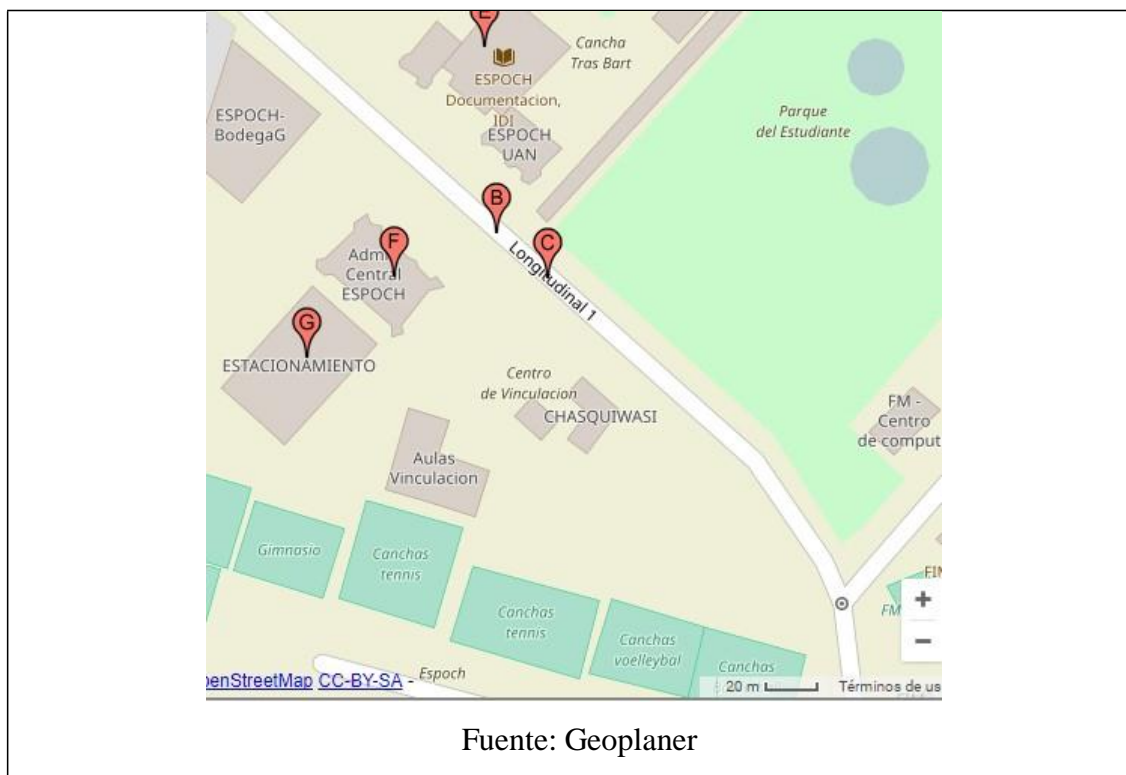 E
Cancha
Tras Bart
ESPOCH
Documentacion,
IDI
ESPOCH
UAN
ESPOCH-
BodegaG
Parque
del Estudiante
B
C
Longitudinal 1
F
Admi
Central
ESPOCH
G
ESTACIONAMIENTO
Centro
de Vinculacion
CHASQUIWASI
FM -
Centro
de comput
Aulas
Vinculacion
Gimnasio
Canchas
tennis
Canchas
tennis
Canchas
voelleybal
Canchas
FIM
FM
+
−
Espoch
penStreetMap CC-BY-SA -
20 m
Términos de us
Fuente: Geoplaner